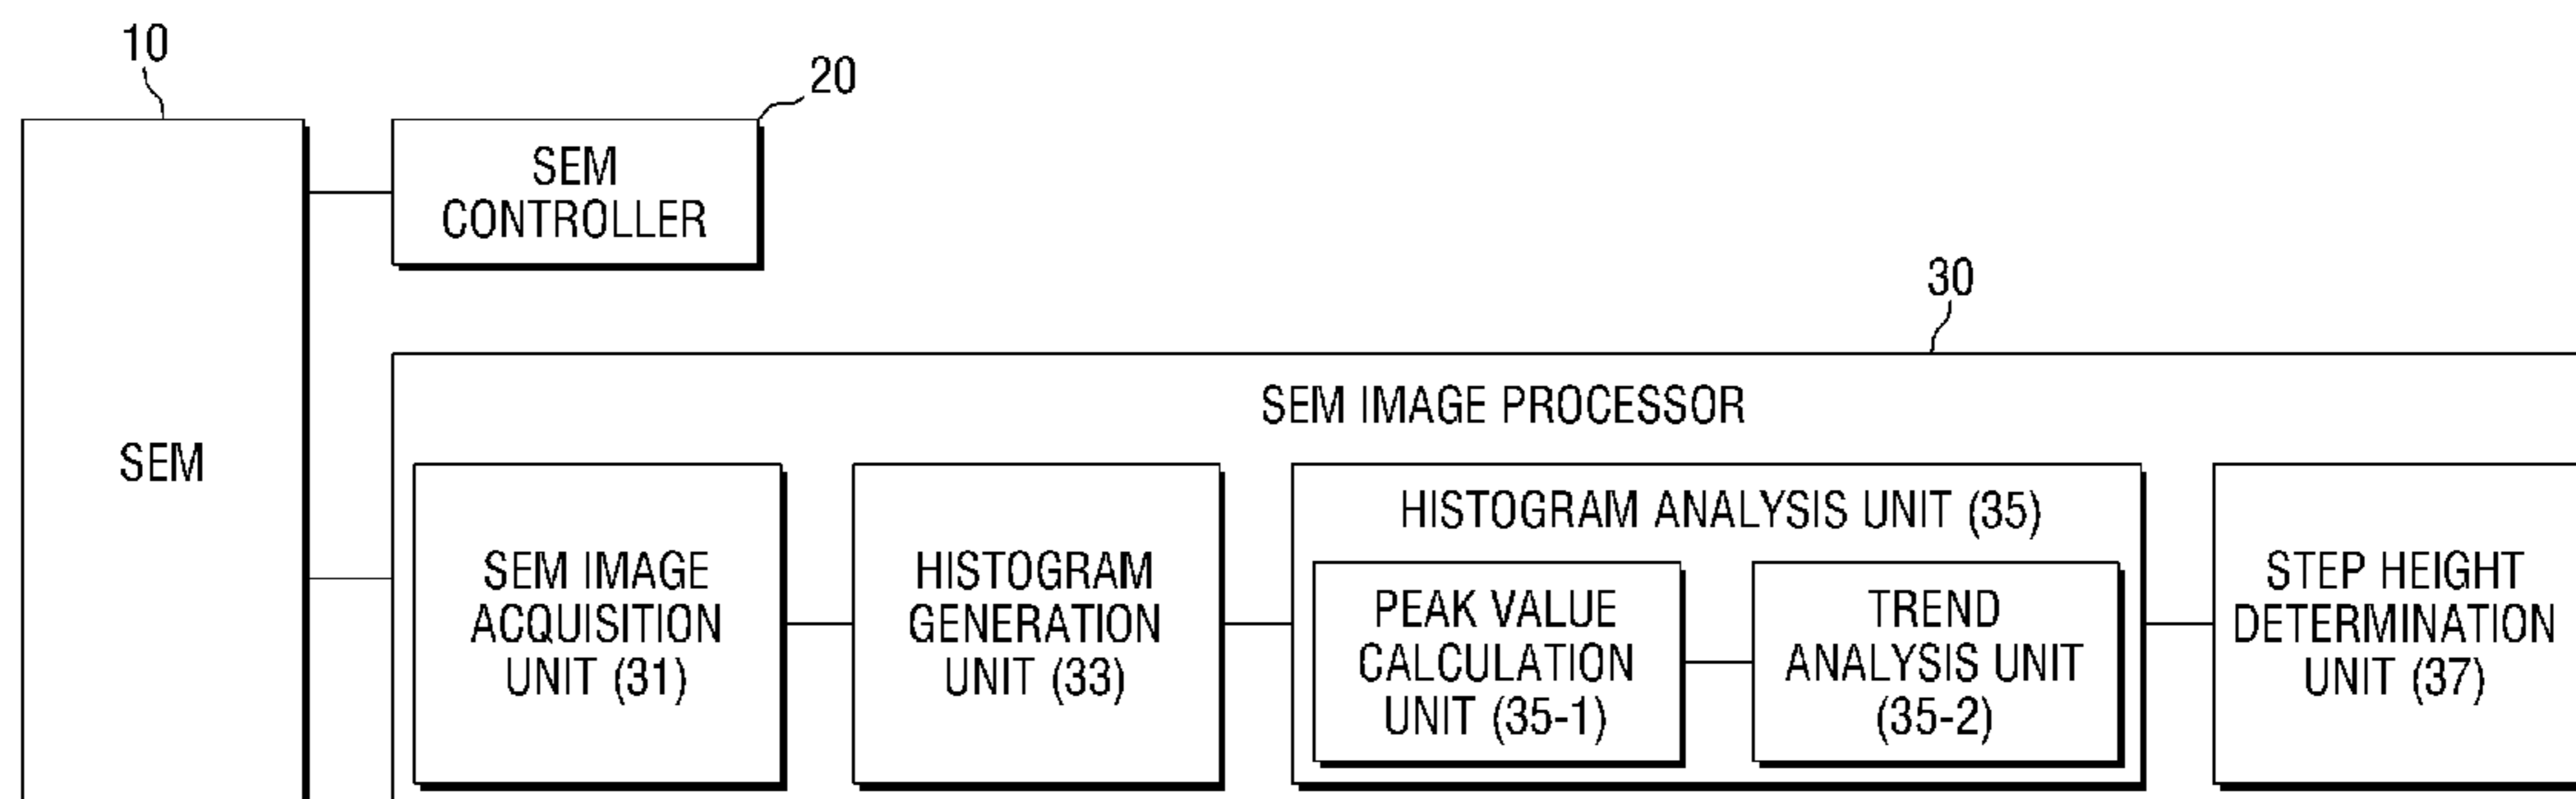 10
20
SEM
CONTROLLER
30
SEM IMAGE PROCESSOR
SEM
SEM IMAGE
ACQUISITION
UNIT (31)
HISTOGRAM
GENERATION
UNIT (33)
HISTOGRAM ANALYSIS UNIT (35)
PEAK VALUE
CALCULATION
UNIT (35-1)
TREND
ANALYSIS UNIT
(35-2)
STEP HEIGHT
DETERMINATION
UNIT (37)